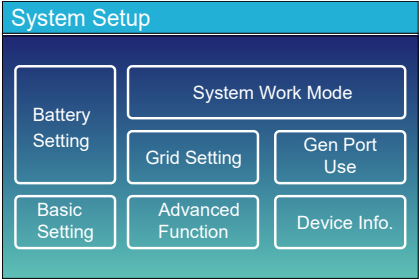 System Setup
Battery
Setting
System Work Mode
Grid Setting
Gen Port
Use
Basic
Setting
Advanced
Function
Device Info.